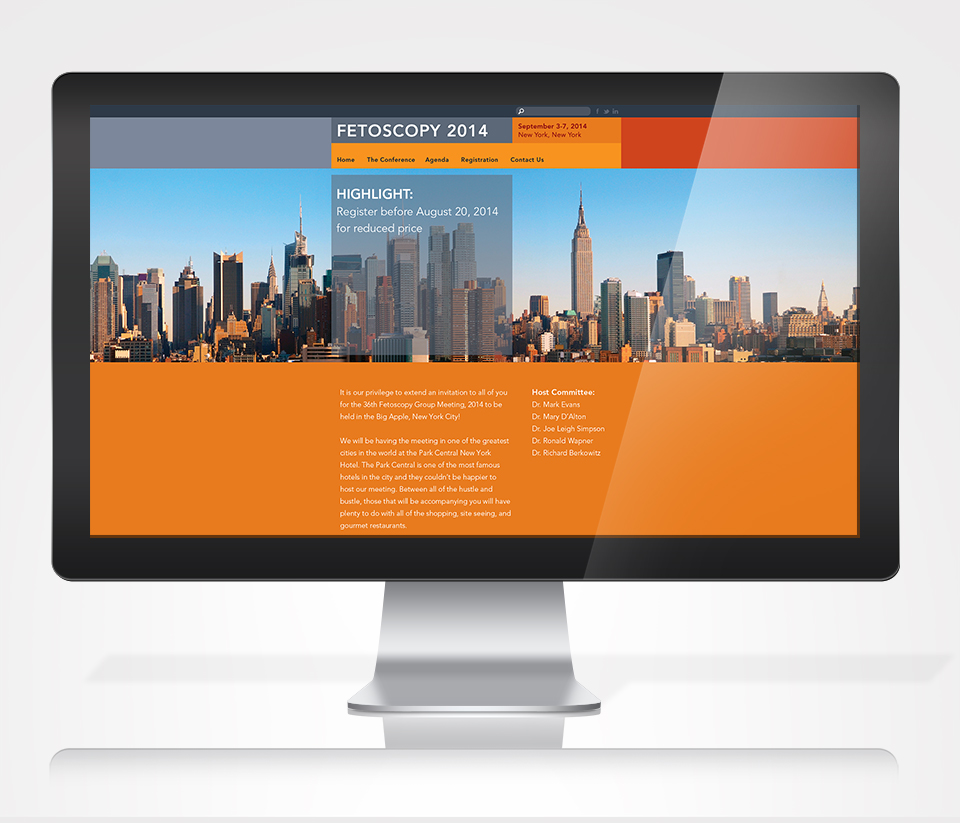 FETOSCOPY 2014
September 3-7, 2014
New York, New York
Home The Conference Agenda Registration Contact Us
HIGHLIGHT:
Register before August 20, 2014
for reduced price
It is our privilege to extend an invitation to all of you
for the 36th Fetoscopy Group Meeting, 2014 to be
held in the Big Apple, New York City!
We will be having the meeting in one of the greatest
cities in the world at the Park Central New York
Hotel. The Park Central is one of the most famous
hotels in the city and they couldn't be happier to
host our meeting. Between all of the hustle and
bustle, those that will be accompanying you will have
plenty to do with all of the shopping, site seeing, and
gourmet restaurants.
Host Committee:
Dr. Mark Evans
Dr. Mary D'Alton
Dr. Joe Leigh Simpson
Dr. Ronald Wapner
Dr. Richard Berkowitz